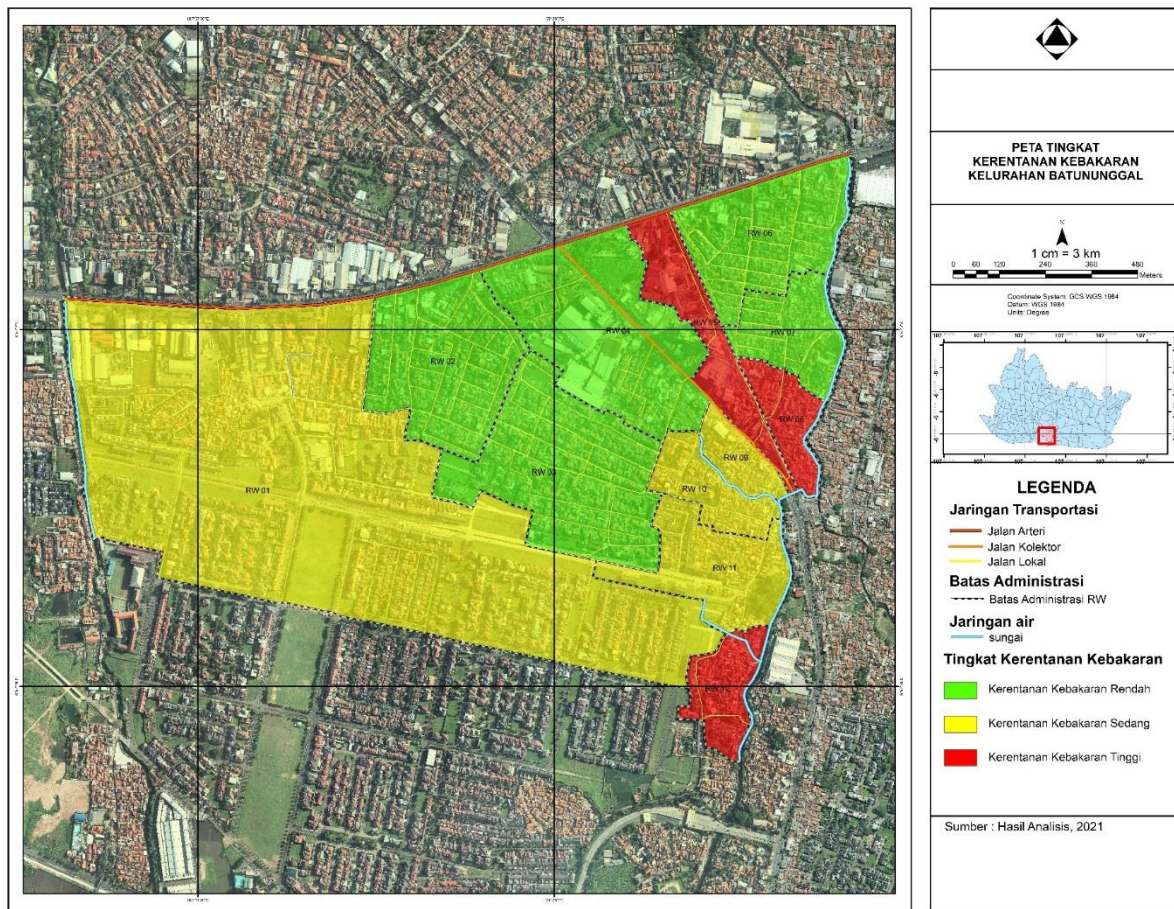 PETA TINGKAT
KERENTANAN KEBAKARAN
KELURAHAN BATUNUNGGAL
N
1 cm = 3 km
0 60 120 240 360 480
Meters
Coordinate System: GCS WGS 1984
Datum: WGS 1984
Units: Degree
LEGENDA
Jaringan Transportasi
Jalan Arteri
Jalan Kolektor
Jalan Lokal
Batas Administrasi
Batas Administrasi RW
Jaringan air
sungai
Tingkat Kerentanan Kebakaran
Kerentanan Kebakaran Rendah
Kerentanan Kebakaran Sedang
Kerentanan Kebakaran Tinggi
Sumber : Hasil Analisis, 2021
RW 06
RW 04
RW 05
RW 07
RW 02
RW 08
RW 09
RW 03
RW 10
RW 01
RW 11